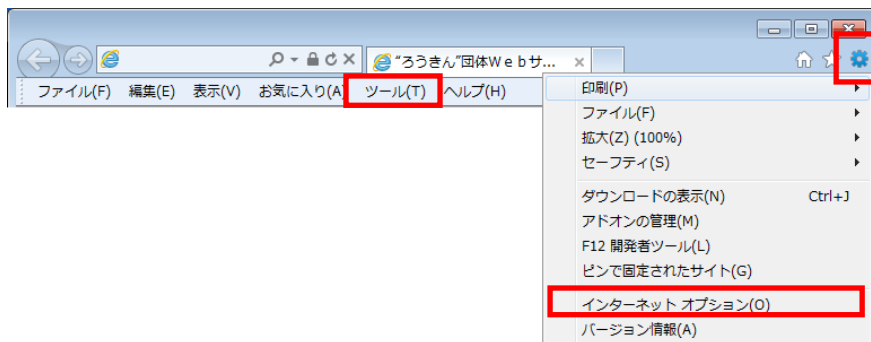 “ろうきん”団体Ｗｅｂサ...
ファイル(F) 編集(E) 表示(V) お気に入り(A) ツール(T) ヘルプ(H)
印刷(P)
ファイル(F)
拡大(Z) (100%)
セーフティ(S)
ダウンロードの表示(N) Ctrl+J
アドオンの管理(M)
F12 開発者ツール(L)
ピンで固定されたサイト(G)
インターネット オプション(O)
バージョン情報(A)